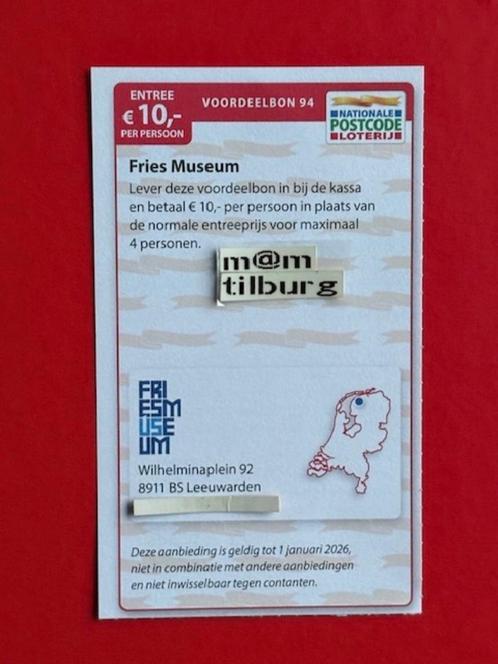 ENTREE
€ 10,-
PER PERSOON
VOORDEELBON 94
NATIONALE
POSTCODE
LOTERIJ
Fries Museum
Lever deze voordeelbon in bij de kassa
en betaal € 10,- per persoon in plaats van
de normale entreeprijs voor maximaal
4 personen.
m@m
tilburg
FRI
ESM
USE
UM
Wilhelminaplein 92
8911 BS Leeuwarden
Deze aanbieding is geldig tot 1 januari 2026,
niet in combinatie met andere aanbiedingen
en niet inwisselbaar tegen contanten.